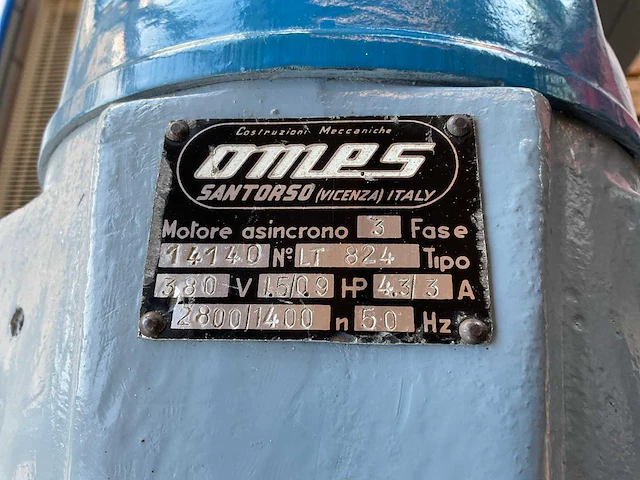 Costruzioni Meccaniche
omes
SANTORSO (VICENZA) ITALY
Motore asincrono 3 Fase
14140 Nº LT 824 Tipo
380 V 1.5/0.9 HP 4.3/3 A
2800/1400 n 50 Hz